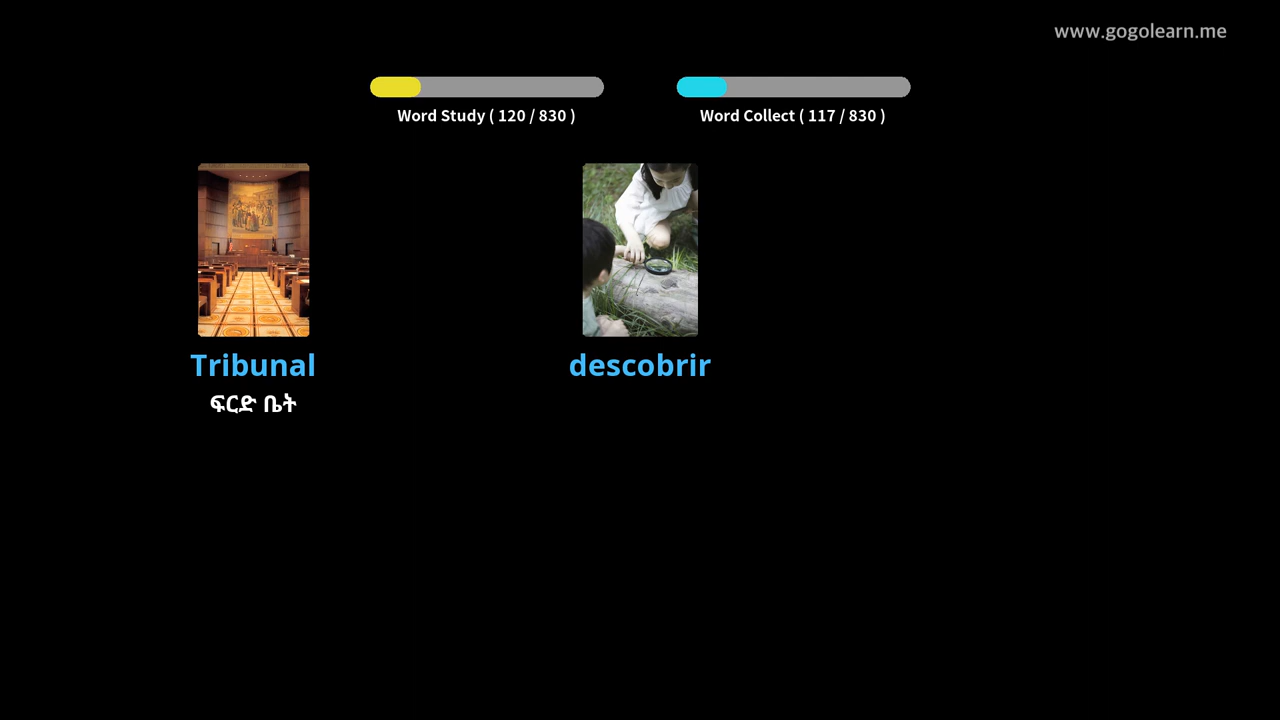 www.gogolearn.me
Word Study ( 120 / 830 )
Word Collect ( 117 / 830 )
Tribunal
ፍርድ ቤት
descobrir